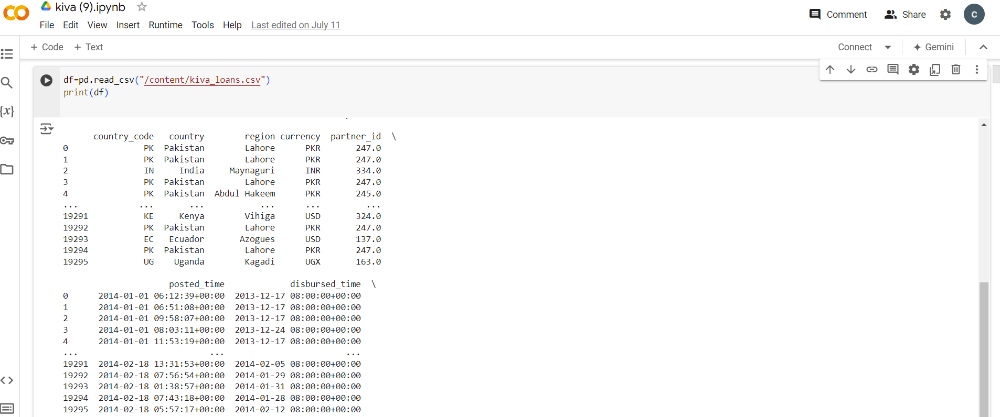 kiva (9).ipynb
Comment
Share
C
File Edit View Insert Runtime Tools Help Last edited on July 11
+ Code + Text
Connect
Gemini
df=pd.read_csv("/content/kiva_loans.csv")
print(df)
country_code country region currency partner_id \
0 PK Pakistan Lahore PKR 247.0
1 PK Pakistan Lahore PKR 247.0
2 IN India Maynaguri INR 334.0
3 PK Pakistan Lahore PKR 247.0
4 PK Pakistan Abdul Hakeem PKR 245.0
... ... ... ... ... ...
19291 KE Kenya Vihiga USD 324.0
19292 PK Pakistan Lahore PKR 247.0
19293 EC Ecuador Azogues USD 137.0
19294 PK Pakistan Lahore PKR 247.0
19295 UG Uganda Kagadi UGX 163.0
posted_time disbursed_time \
0 2014-01-01 06:12:39+00:00 2013-12-17 08:00:00+00:00
1 2014-01-01 06:51:08+00:00 2013-12-17 08:00:00+00:00
2 2014-01-01 09:58:07+00:00 2013-12-17 08:00:00+00:00
3 2014-01-01 08:03:11+00:00 2013-12-24 08:00:00+00:00
4 2014-01-01 11:53:19+00:00 2013-12-17 08:00:00+00:00
... ... ...
19291 2014-02-18 13:31:53+00:00 2014-02-05 08:00:00+00:00
19292 2014-02-18 07:56:54+00:00 2014-01-29 08:00:00+00:00
19293 2014-02-18 01:38:57+00:00 2014-01-31 08:00:00+00:00
19294 2014-02-18 07:43:18+00:00 2014-01-28 08:00:00+00:00
19295 2014-02-18 05:57:17+00:00 2014-02-12 08:00:00+00:00